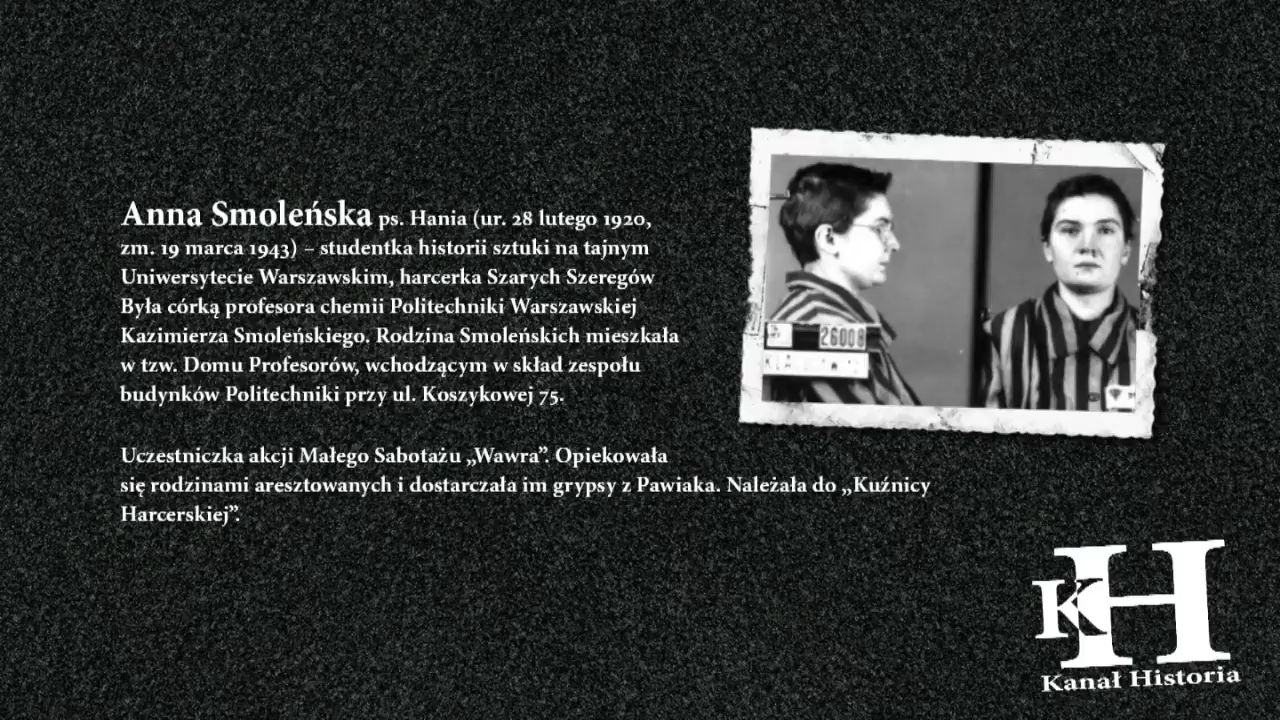 Anna Smoleńska ps. Hania (ur. 28 lutego 1920,
zm. 19 marca 1943) – studentka historii sztuki na tajnym
Uniwersytecie Warszawskim, harcerka Szarych Szeregów
Była córką profesora chemii Politechniki Warszawskiej
Kazimierza Smoleńskiego. Rodzina Smoleńskich mieszkała
w tzw. Domu Profesorów, wchodzącym w skład zespołu
budynków Politechniki przy ul. Koszykowej 75.
Uczestniczka akcji Małego Sabotażu „Wawra”. Opiekowała
się rodzinami aresztowanych i dostarczała im grypsy z Pawiaka. Należała do „Kuźnicy
Harcerskiej”.
26008
KH
Kanał Historia